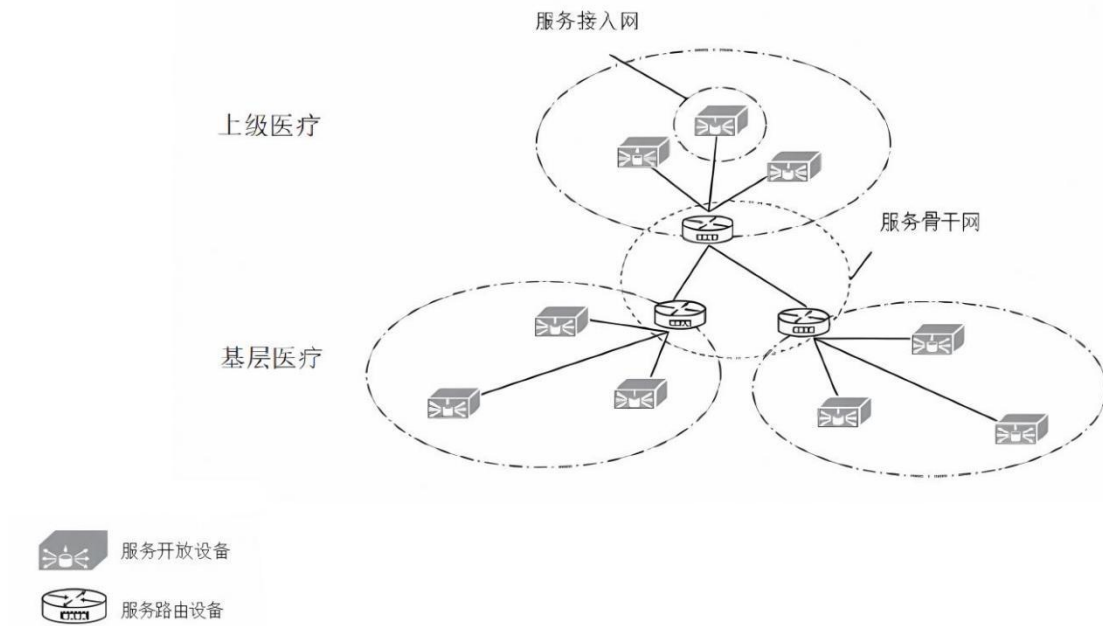 服务接入网
上级医疗
服务骨干网
基层医疗
服务开放设备
服务路由设备